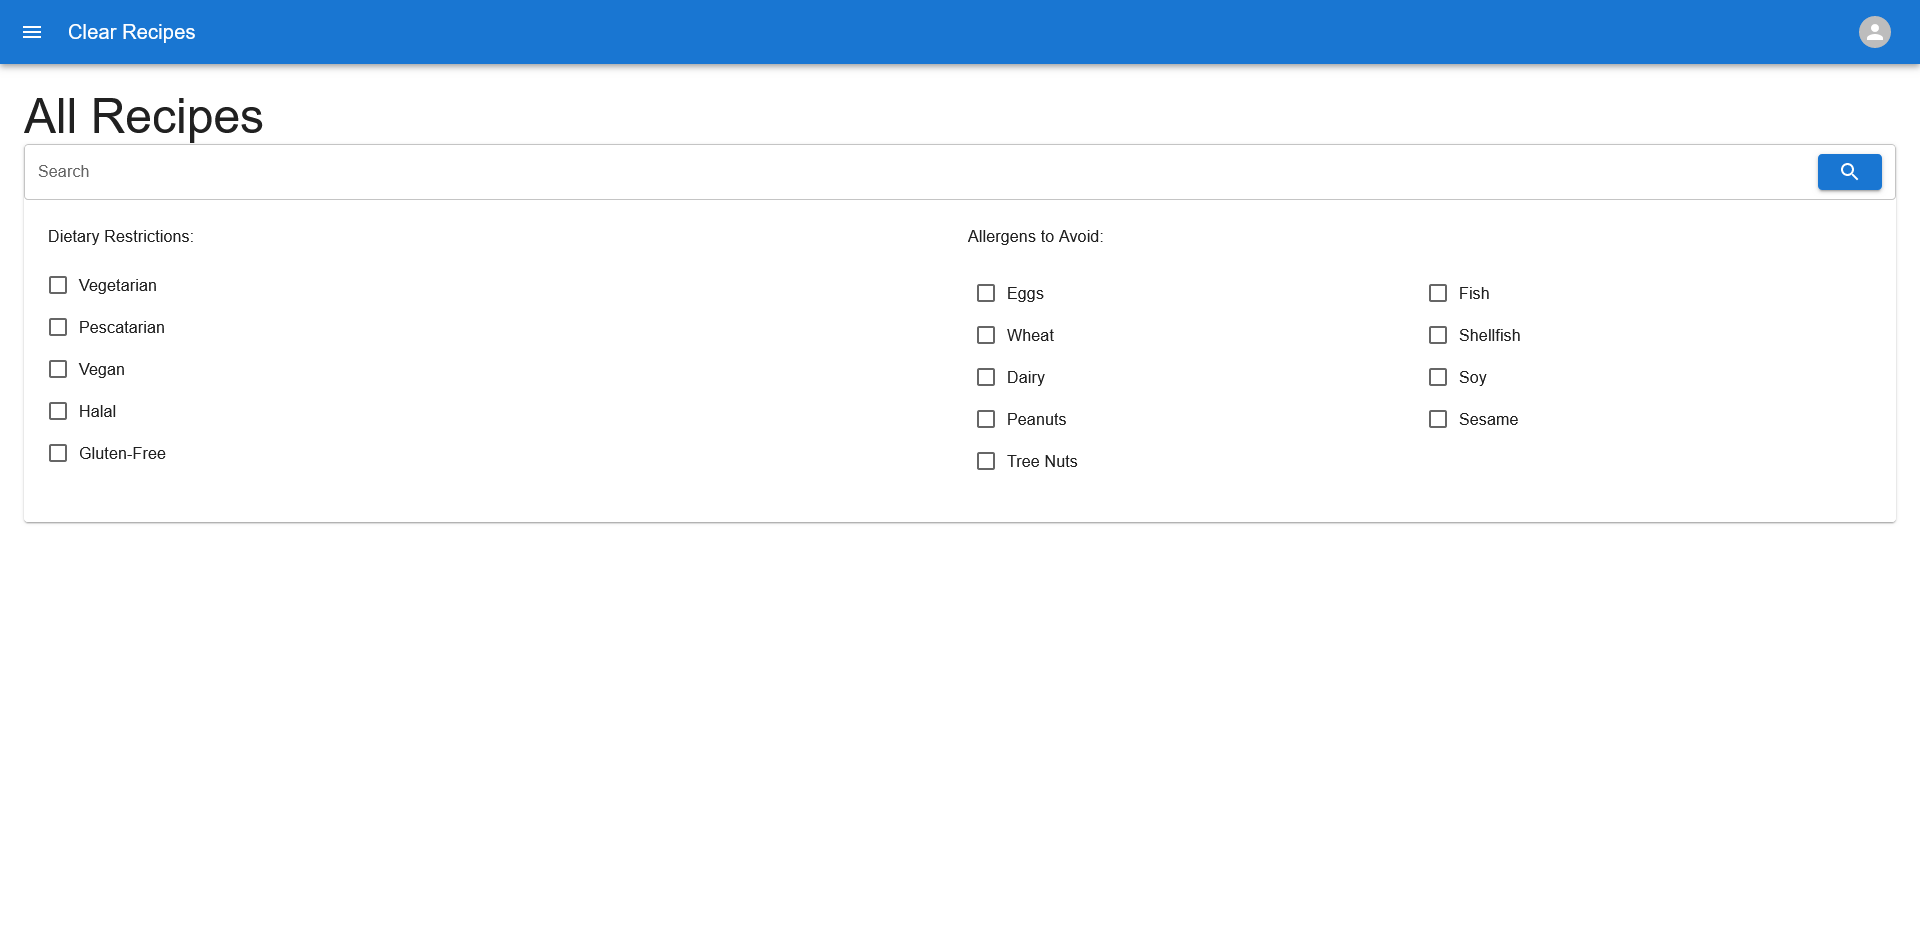 Clear Recipes
All Recipes
Search
Dietary Restrictions:
Vegetarian
Pescatarian
Vegan
Halal
Gluten-Free
Allergens to Avoid:
Eggs
Wheat
Dairy
Peanuts
Tree Nuts
Fish
Shellfish
Soy
Sesame